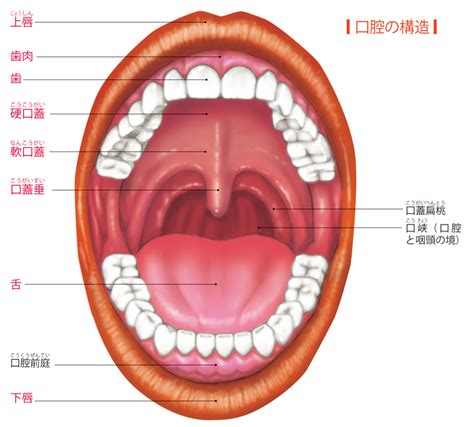 口腔の構造
じょうしん
上唇
歯肉
歯
こうこうがい
硬口蓋
なんこうがい
軟口蓋
こうがいすい
口蓋垂
こうがいへんとう
口蓋扁桃
こう きょう
口 峡（口 腔
と咽頭の境）
舌
こうくうぜんてい
口腔前庭
下唇